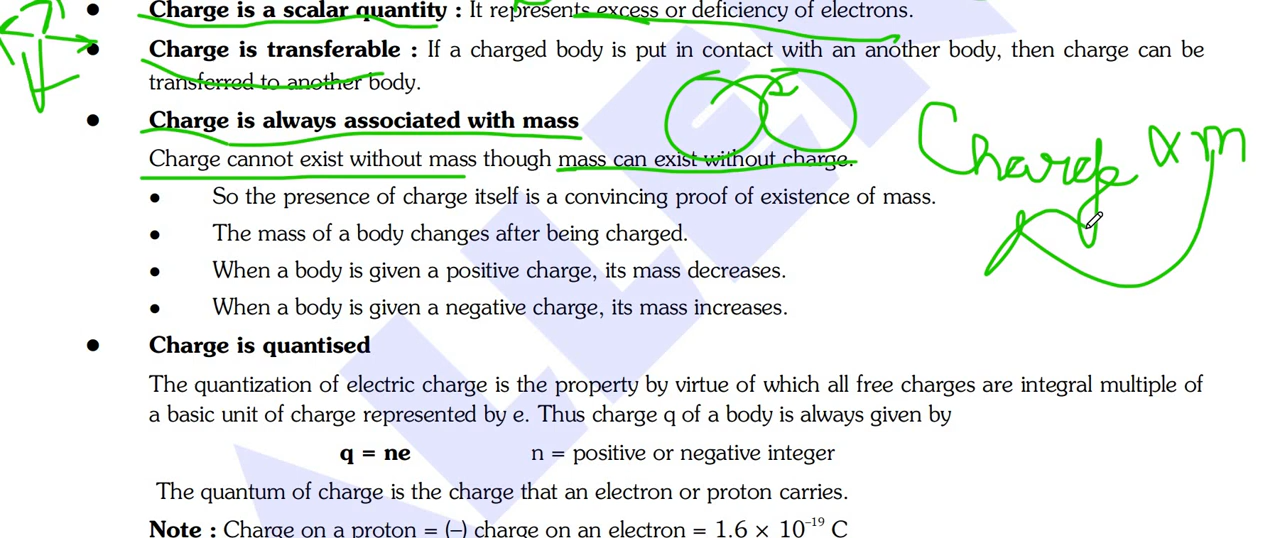 ● Charge is a scalar quantity : It represents excess or deficiency of electrons.
● Charge is transferable : If a charged body is put in contact with an another body, then charge can be
transferred to another body.
● Charge is always associated with mass
Charge cannot exist without mass though mass can exist without charge.
Charge α m
● So the presence of charge itself is a convincing proof of existence of mass.
● The mass of a body changes after being charged.
● When a body is given a positive charge, its mass decreases.
● When a body is given a negative charge, its mass increases.
● Charge is quantised
The quantization of electric charge is the property by virtue of which all free charges are integral multiple of
a basic unit of charge represented by e. Thus charge q of a body is always given by
q = ne n = positive or negative integer
The quantum of charge is the charge that an electron or proton carries.
Note : Charge on a proton = (–) charge on an electron = 1.6 × 10⁻¹⁹ C
ALLEN